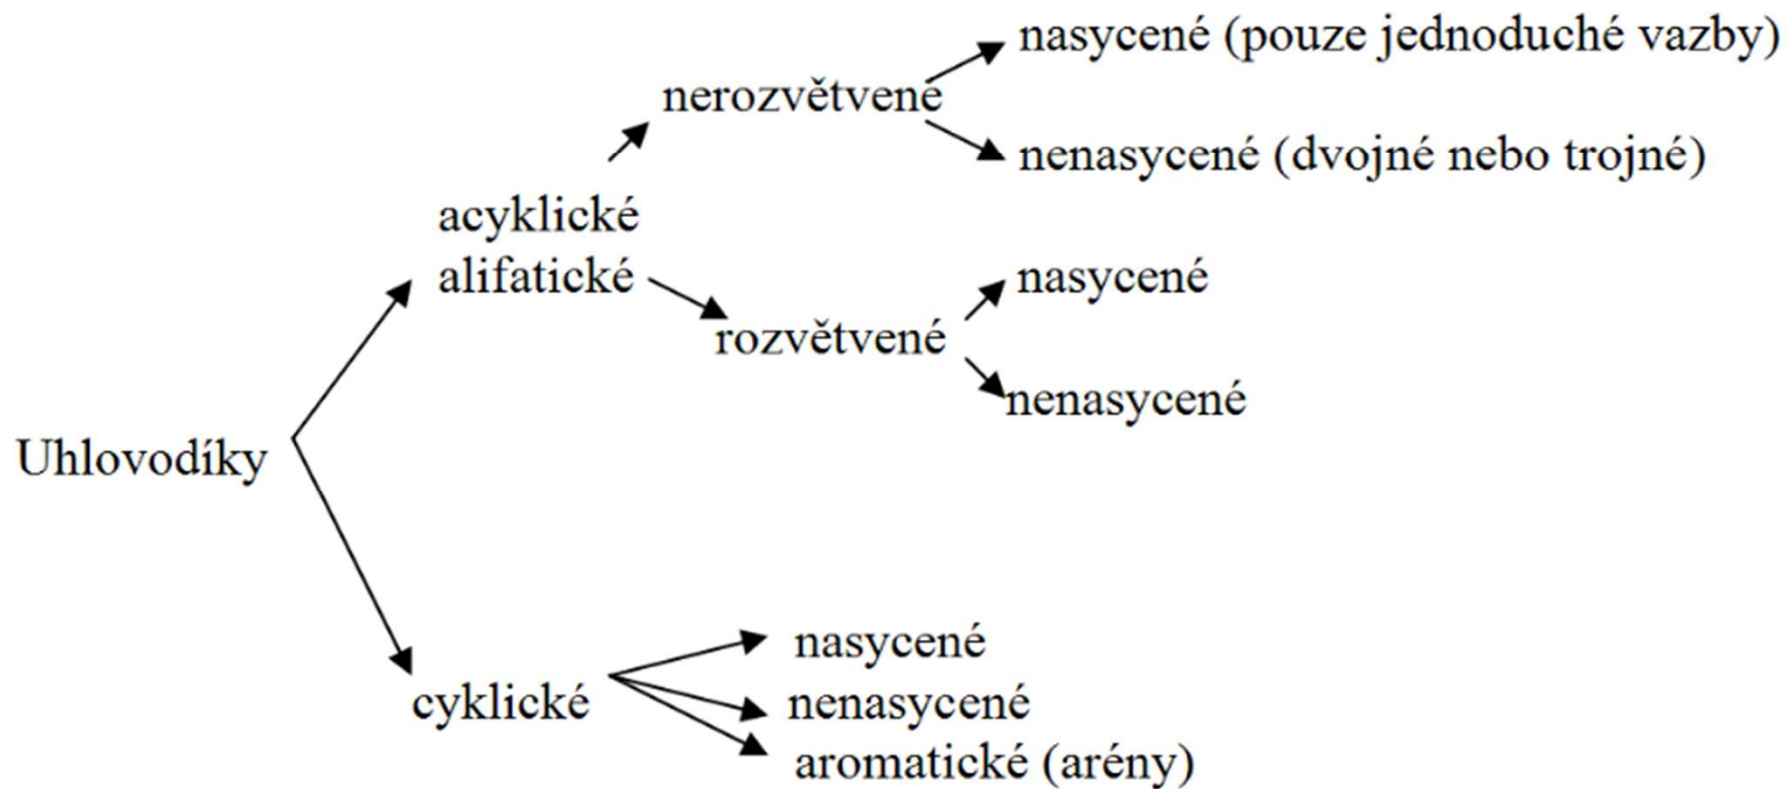 nasycené (pouze jednoduché vazby)
nerozvětvené
nenasycené (dvojné nebo trojné)
acyklické
alifatické
nasycené
rozvětvené
nenasycené
Uhlovodíky
nasycené
cyklické
nenasycené
aromatické (arény)